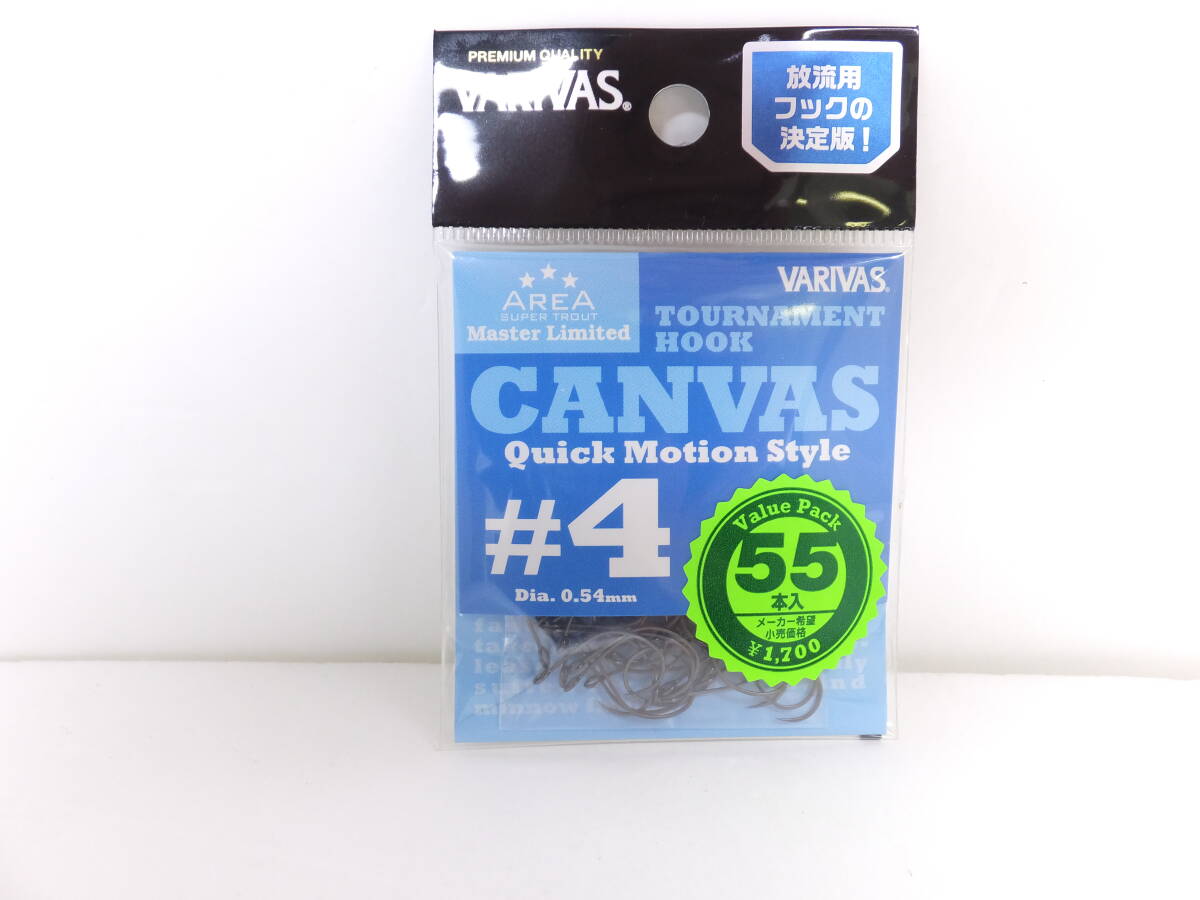 PREMIUM QUALITY
VARIVAS®
放流用
フックの
決定版！
AREA
SUPER TROUT
Master Limited
VARIVAS®
TOURNAMENT
HOOK
CANVAS
Quick Motion Style
#4
Dia. 0.54mm
Value Pack
55
本入
メーカー希望
小売価格
¥1,700
minnow